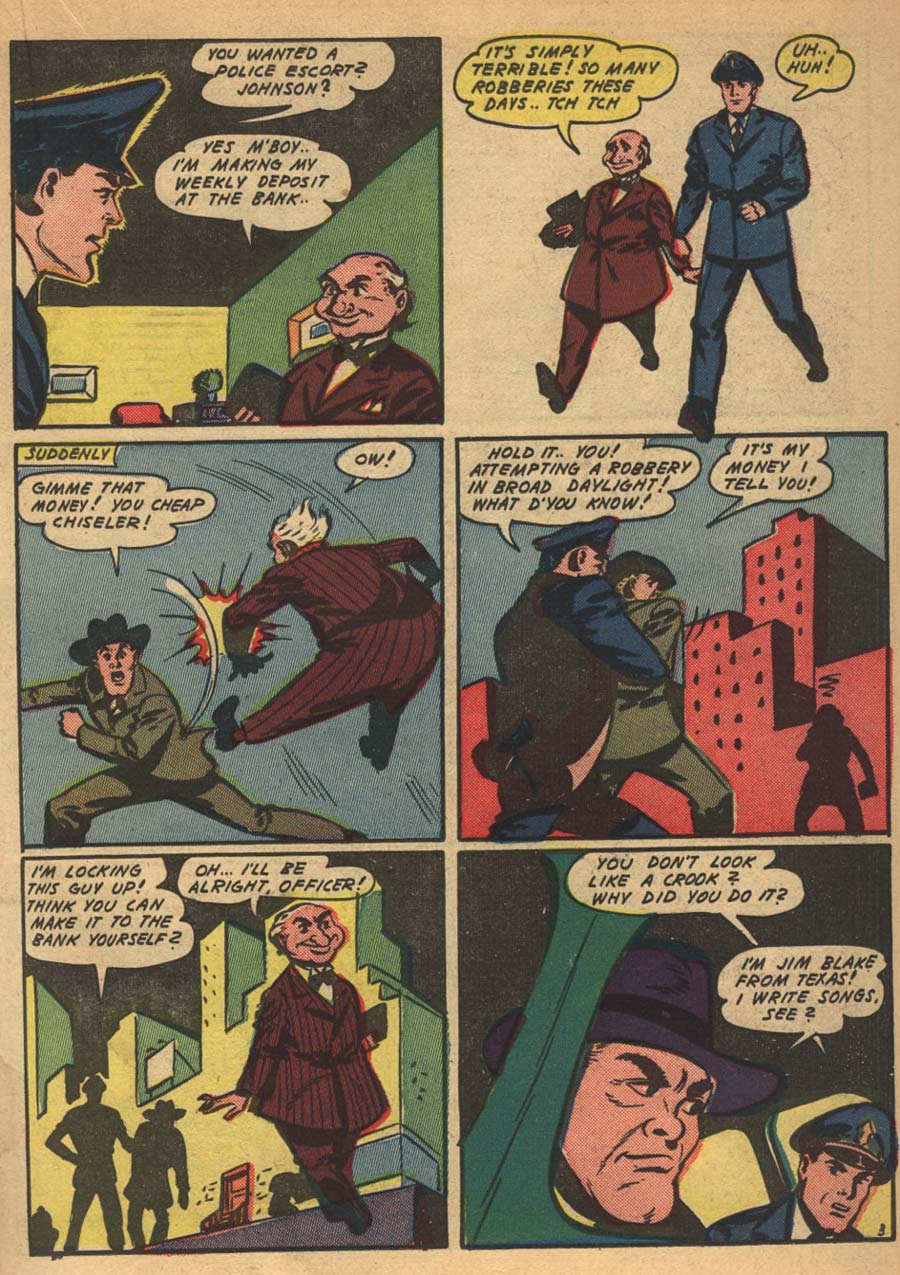 YOU WANTED A
POLICE ESCORT?
JOHNSON?
YES M'BOY..
I'M MAKING MY
WEEKLY DEPOSIT
AT THE BANK..
IT'S SIMPLY
TERRIBLE! SO MANY
ROBBERIES THESE
DAYS.. TCH TCH
UH..
HUH!
SUDDENLY
GIMME THAT
MONEY! YOU CHEAP
CHISELER!
OW!
HOLD IT.. YOU!
ATTEMPTING A ROBBERY
IN BROAD DAYLIGHT!
WHAT D'YOU KNOW!
IT'S MY
MONEY I
TELL YOU!
I'M LOCKING
THIS GUY UP!
THINK YOU CAN
MAKE IT TO THE
BANK YOURSELF?
OH... I'LL BE
ALRIGHT, OFFICER!
YOU DON'T LOOK
LIKE A CROOK?
WHY DID YOU DO IT?
I'M JIM BLAKE
FROM TEXAS!
I WRITE SONGS,
SEE?
3